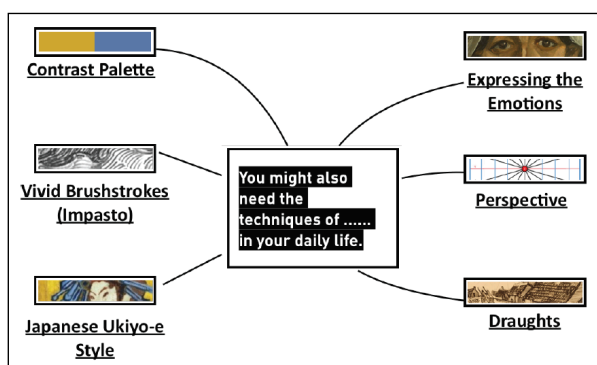 Contrast Palette
Vivid Brushstrokes
(Impasto)
Japanese Ukiyo-e
Style
You might also
need the
techniques of ......
in your daily life.
Expressing the
Emotions
Perspective
Draughts